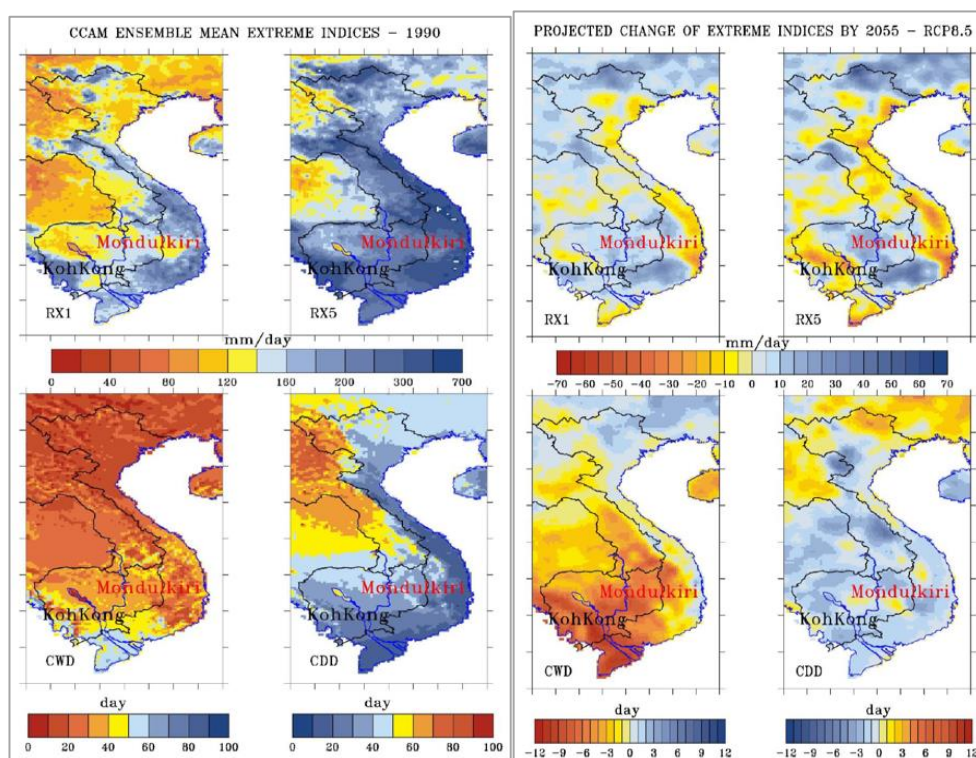 CCAM ENSEMBLE MEAN EXTREME INDICES - 1990
Mondulkiri
KohKong
RX1
Mondulkiri
KohKong
RX5
mm/day
0 40 80 120 160 200 300 700
Mondulkiri
KohKong
CWD
Mondulkiri
KohKong
CDD
day
0 20 40 60 80 100
day
0 20 40 60 80 100
PROJECTED CHANGE OF EXTREME INDICES BY 2055 - RCP8.5
Mondulkiri
KohKong
RX1
Mondulkiri
KohKong
RX5
mm/day
-70 -50 -40 -30 -20 -10 0 10 20 30 40 50 70
Mondulkiri
KohKong
CWD
Mondulkiri
KohKong
CDD
day
-12 -9 -6 -3 0 3 6 9 12
day
-12 -9 -6 -3 0 3 6 9 12